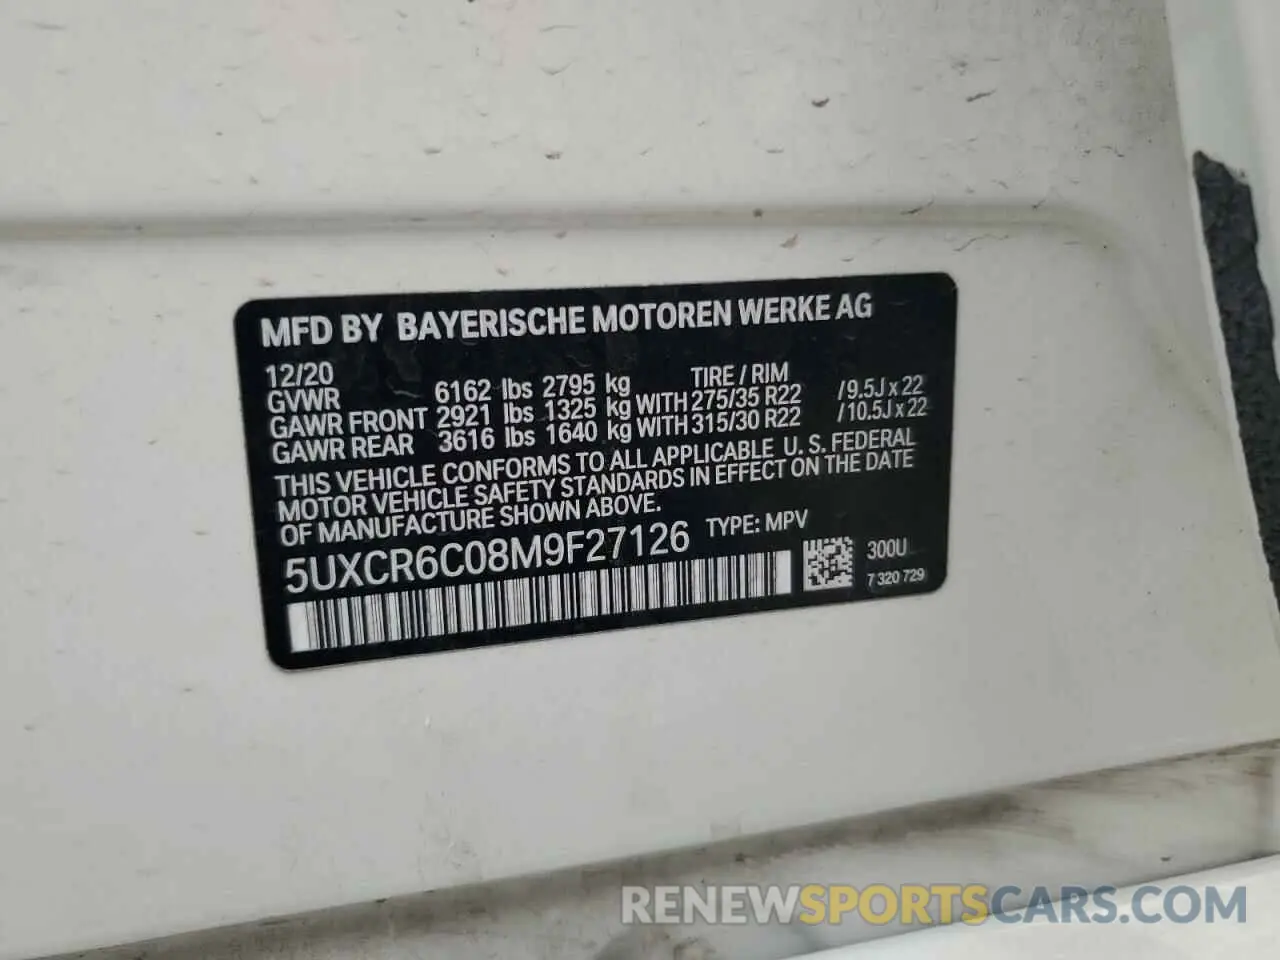 MFD BY BAYERISCHE MOTOREN WERKE AG
12/20 TIRE / RIM
GVWR 6162 lbs 2795 kg
GAWR FRONT 2921 lbs 1325 kg WITH 275/35 R22 /9.5J x 22
GAWR REAR 3616 lbs 1640 kg WITH 315/30 R22 /10.5J x 22
THIS VEHICLE CONFORMS TO ALL APPLICABLE U. S. FEDERAL
MOTOR VEHICLE SAFETY STANDARDS IN EFFECT ON THE DATE
OF MANUFACTURE SHOWN ABOVE.
5UXCR6C08M9F27126 TYPE: MPV
300U
7 320 729
RENEWSPORTSCARS.COM